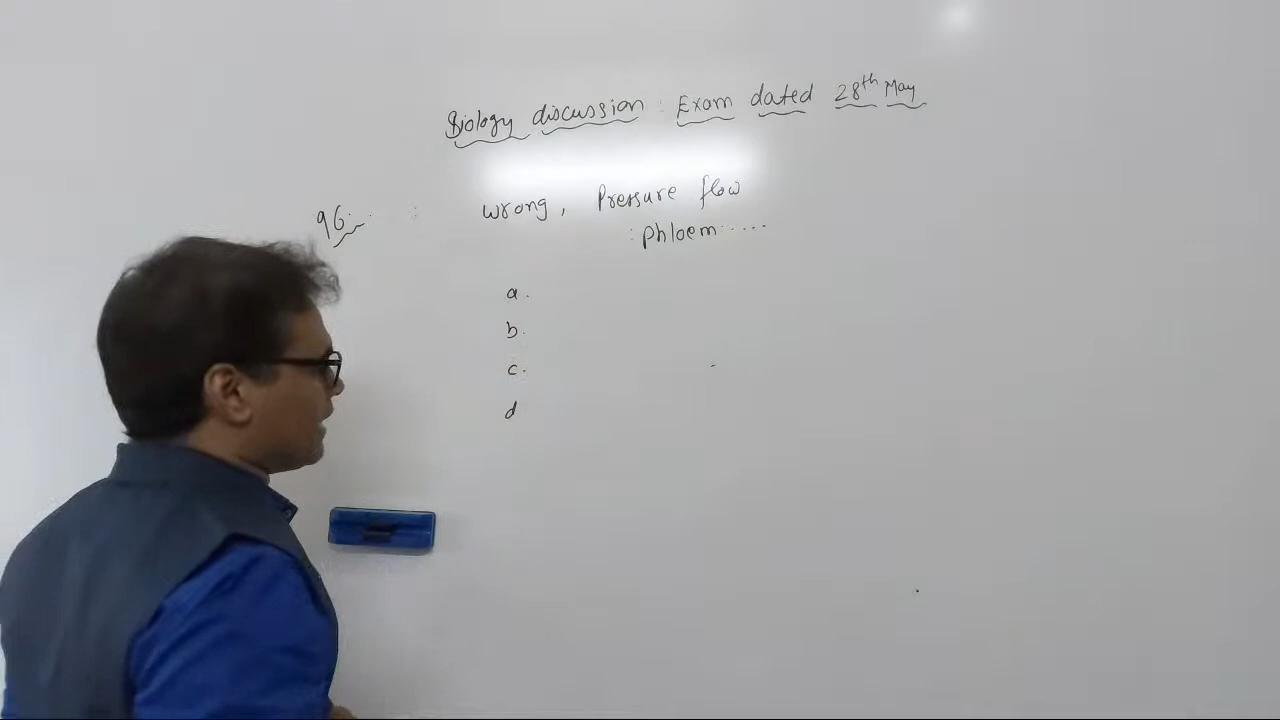 Biology discussion : Exam dated 28th May
96. : wrong, Pressure flow
: Phloem ....
a.
b.
c.
d